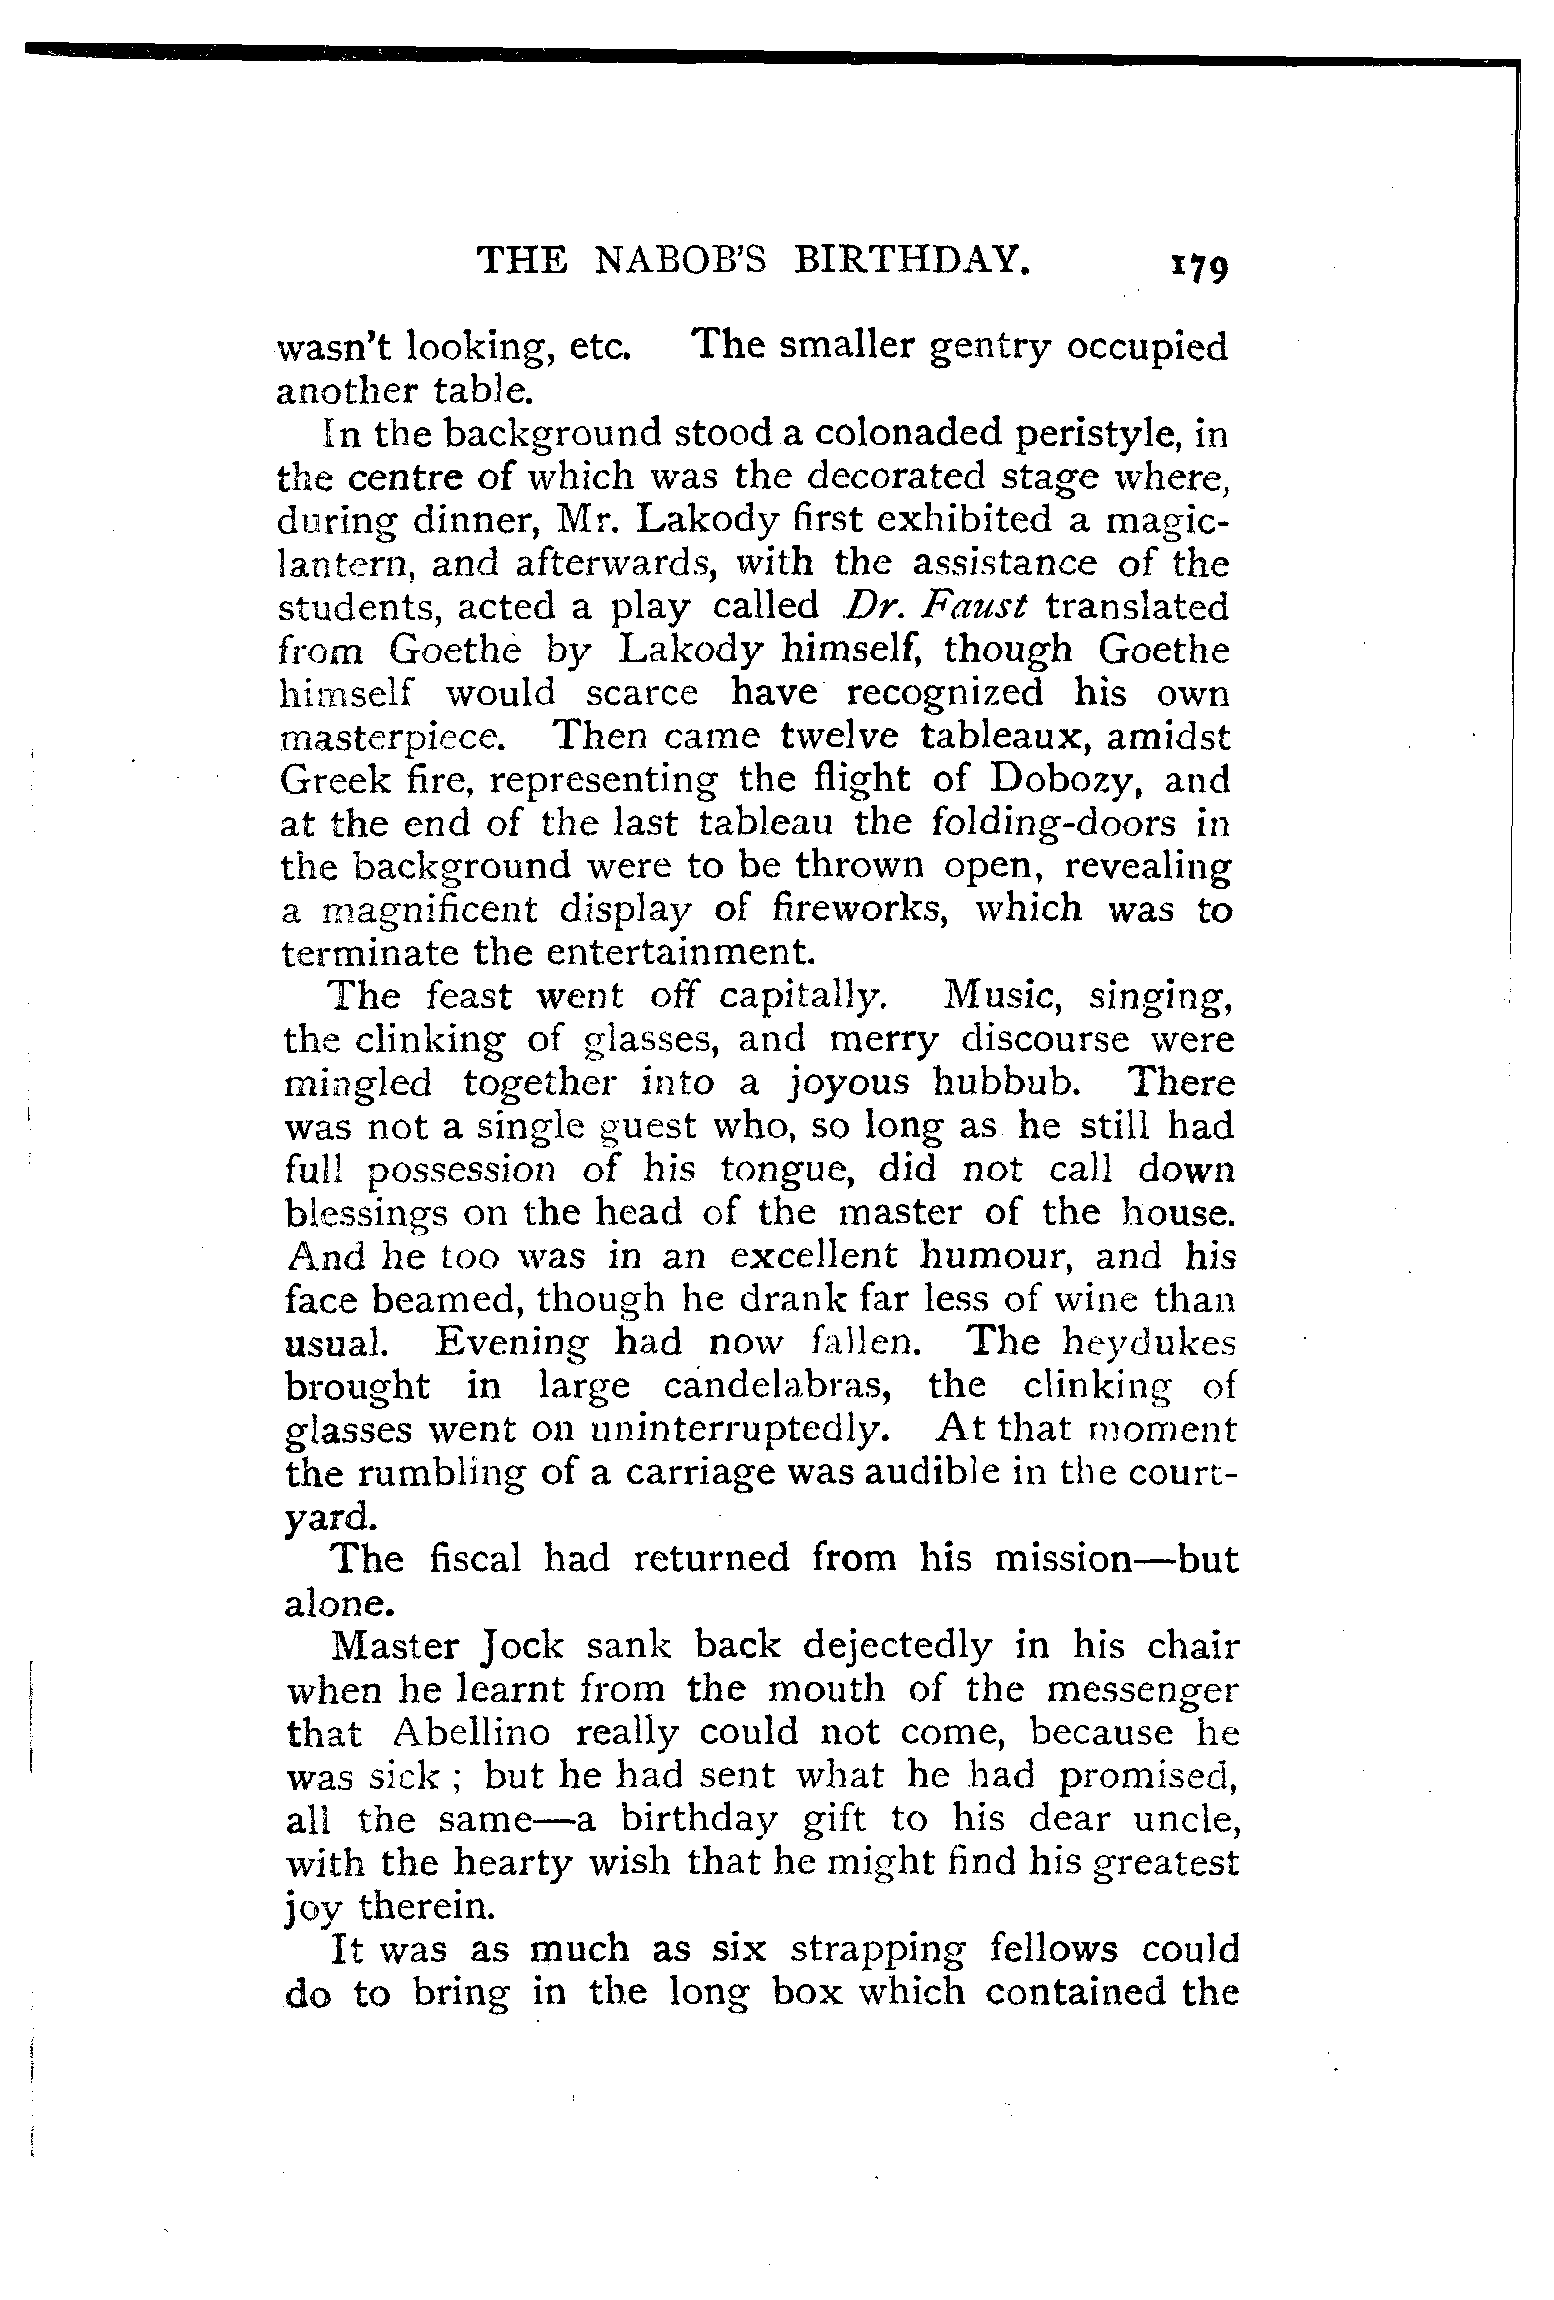 THE NABOB'S BIRTHDAY. 179
wasn't looking, etc. The smaller gentry occupied
another table.
In the background stood a colonaded peristyle, in
the centre of which was the decorated stage where,
during dinner, Mr. Lakody first exhibited a magic-
lantern, and afterwards, with the assistance of the
students, acted a play called Dr. Faust translated
from Goethe by Lakody himself, though Goethe
himself would scarce have recognized his own
masterpiece. Then came twelve tableaux, amidst
Greek fire, representing the flight of Dobozy, and
at the end of the last tableau the folding-doors in
the background were to be thrown open, revealing
a magnificent display of fireworks, which was to
terminate the entertainment.
The feast went off capitally. Music, singing,
the clinking of glasses, and merry discourse were
mingled together into a joyous hubbub. There
was not a single guest who, so long as he still had
full possession of his tongue, did not call down
blessings on the head of the master of the house.
And he too was in an excellent humour, and his
face beamed, though he drank far less of wine than
usual. Evening had now fallen. The heydukes
brought in large candelabras, the clinking of
glasses went on uninterruptedly. At that moment
the rumbling of a carriage was audible in the court-
yard.
The fiscal had returned from his mission—but
alone.
Master Jock sank back dejectedly in his chair
when he learnt from the mouth of the messenger
that Abellino really could not come, because he
was sick ; but he had sent what he had promised,
all the same—a birthday gift to his dear uncle,
with the hearty wish that he might find his greatest
joy therein.
It was as much as six strapping fellows could
do to bring in the long box which contained the